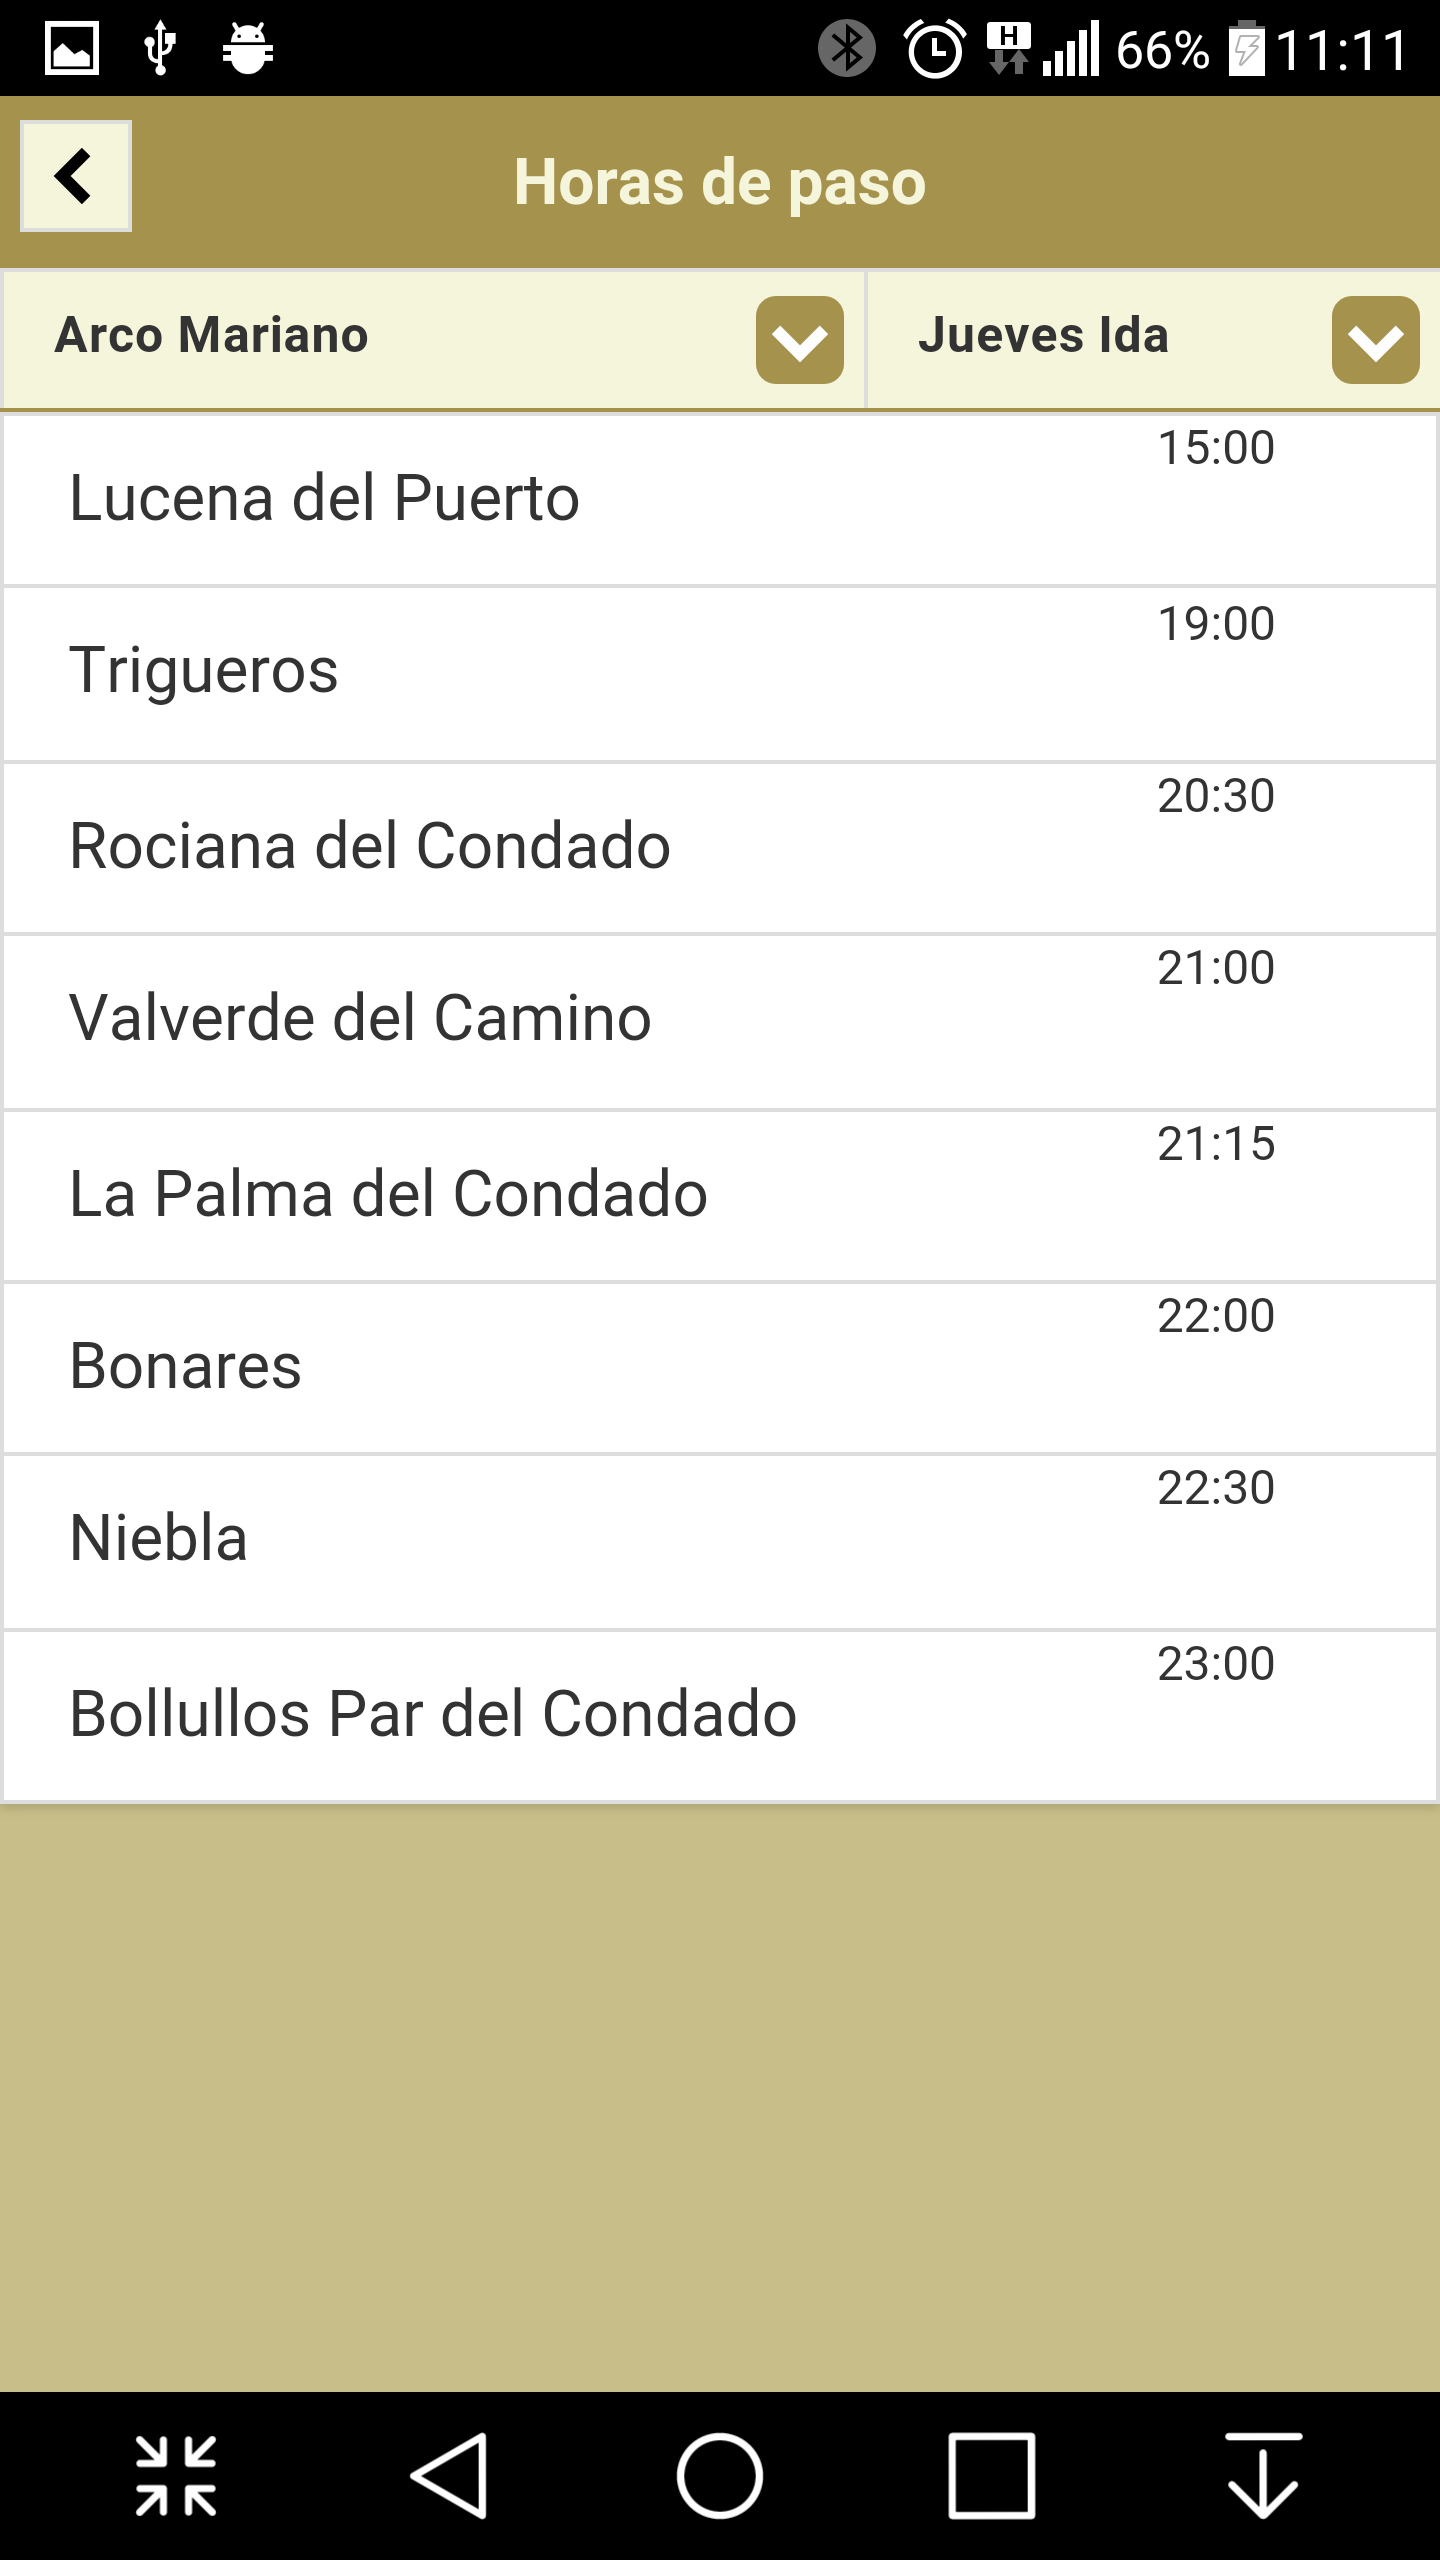 H 66% 11:11
Horas de paso
Arco Mariano Jueves Ida
15:00
Lucena del Puerto
19:00
Trigueros
20:30
Rociana del Condado
21:00
Valverde del Camino
21:15
La Palma del Condado
22:00
Bonares
22:30
Niebla
23:00
Bollullos Par del Condado